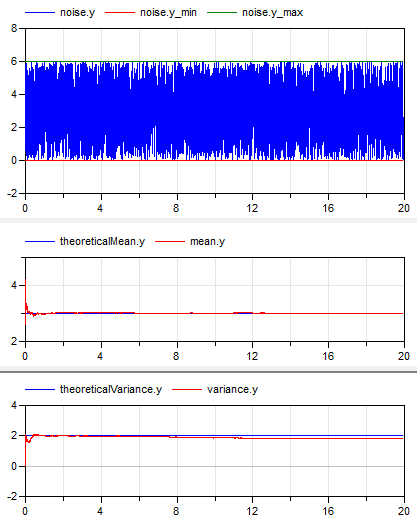 noise.y noise.y_min noise.y_max
8
6
4
2
0
-2
0 4 8 12 16 20
theoreticalMean.y mean.y
4
2
0 4 8 12 16 20
theoreticalVariance.y variance.y
4
2
0
-2
0 4 8 12 16 20